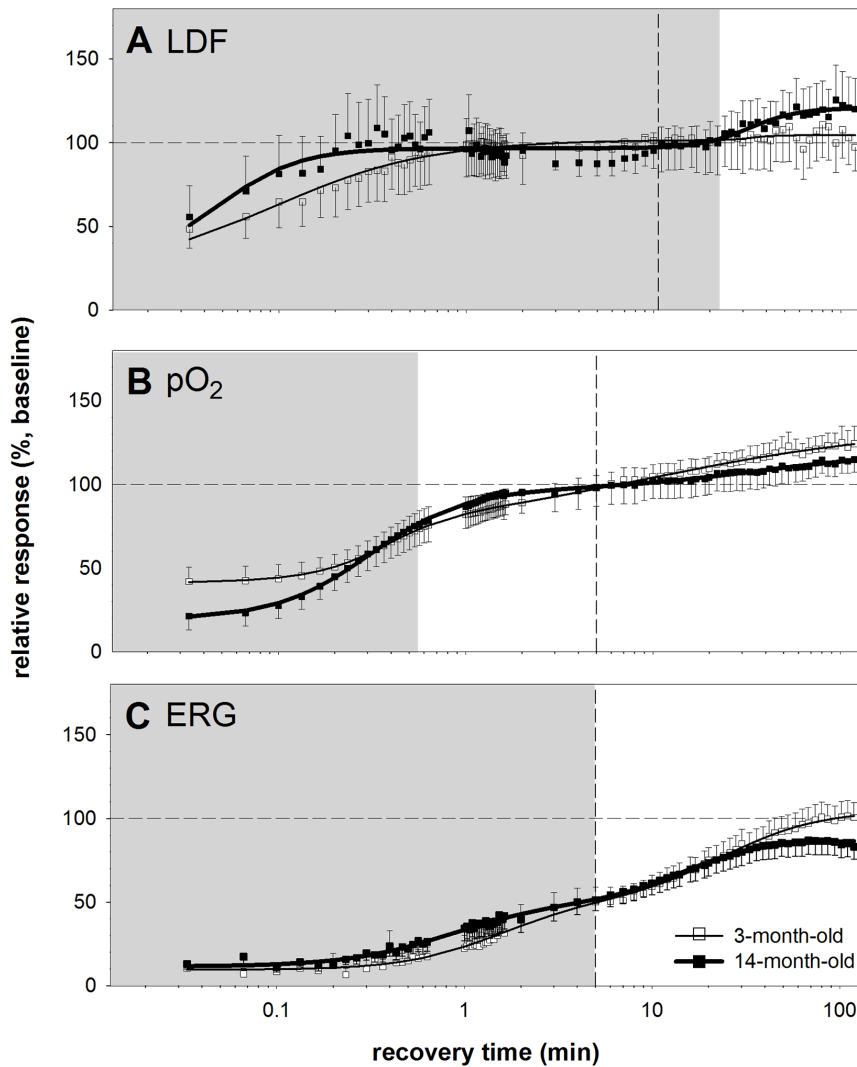 A LDF
150
100
50
0
B pO₂
150
100
50
0
C ERG
150
100
50
0
3-month-old
14-month-old
0.1
1
10
100
recovery time (min)
relative response (%, baseline)